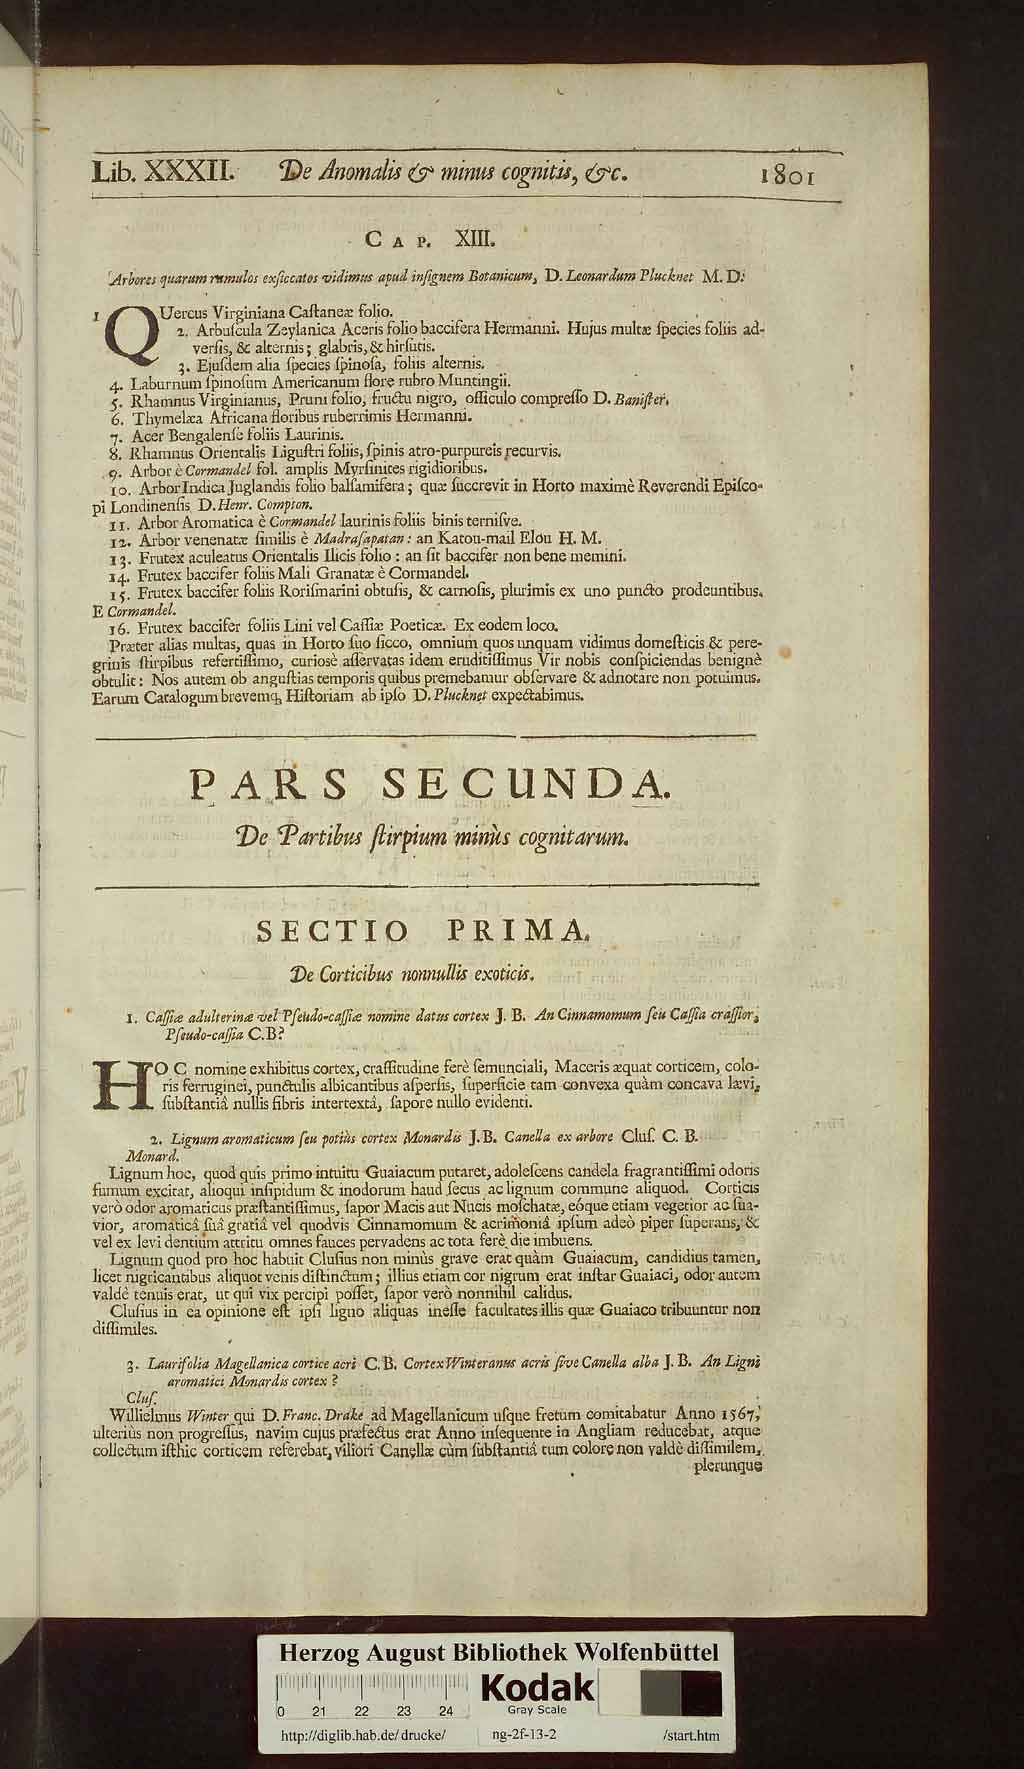 Lib. XXXII. De Anomalis & minus cognitis, &c. 1801
CAP. XIII.
Arbores quarum ramulos exſiccatos vidimus apud inſignem Botanicum, D. Leonardum Plucknet M. D.
1 QUercus Virginiana Caſtaneæ folio.
2. Arbuſcula Zeylanica Aceris folio baccifera Hermanni. Hujus multæ ſpecies foliis ad-
verſis, & alternis; glabris, & hirſutis.
3. Ejuſdem alia ſpecies ſpinoſa, foliis alternis.
4. Laburnum ſpinoſum Americanum flore rubro Muntingii.
5. Rhamnus Virginianus, Pruni folio, fructu nigro, officulo compreſſo D. Baniſter.
6. Thymelæa Africana floribus ruberrimis Hermanni.
7. Acer Bengalenſe foliis Laurinis.
8. Rhamnus Orientalis Liguſtri foliis, ſpinis atro-purpureis recurvis.
9. Arbor è Cormandel fol. amplis Myrſinites rigidioribus.
10. Arbor Indica Juglandis folio balſamifera; quæ ſuccrevit in Horto maximè Reverendi Epiſco-
pi Londinenſis D. Henr. Compton.
11. Arbor Aromatica è Cormandel laurinis foliis binis terniſve.
12. Arbor venenatæ ſimilis è Madraſapatan: an Katou-mail Elou H. M.
13. Frutex aculeatus Orientalis Ilicis folio: an ſit baccifer non bene memini.
14. Frutex baccifer foliis Mali Granatæ è Cormandel.
15. Frutex baccifer foliis Roriſmarini obtuſis, & carnoſis, plurimis ex uno puncto prodeuntibus.
E Cormandel.
16. Frutex baccifer foliis Lini vel Caſſiæ Poeticæ. Ex eodem loco.
Præter alias multas, quas in Horto ſuo ſicco, omnium quos unquam vidimus domeſticis & pere-
grinis ſtirpibus refertiſſimo, curioſè aſſervatas idem eruditiſſimus Vir nobis conſpiciendas benignè
obtulit: Nos autem ob anguſtias temporis quibus premebamur obſervare & adnotare non potuimus.
Earum Catalogum brevemq; Hiſtoriam ab ipſo D. Plucknet expectabimus.
PARS SECUNDA.
De Partibus ſtirpium minùs cognitarum.
SECTIO PRIMA.
De Corticibus nonnullis exoticis.
1. Caſſiæ adulterinæ vel Pſeudo-caſſiæ nomine datus cortex J. B. An Cinnamomum ſeu Caſſia craſſior,
Pſeudo-caſſia C. B?
HOC nomine exhibitus cortex, craſſitudine ferè ſemunciali, Maceris æquat corticem, colo-
ris ferruginei, punctulis albicantibus aſperſis, ſuperficie tam convexa quàm concava lævi,
ſubſtantiâ nullis fibris intertextâ, ſapore nullo evidenti.
2. Lignum aromaticum ſeu potiùs cortex Monardis J. B. Canella ex arbore Cluſ. C. B.
Monard.
Lignum hoc, quod quis primo intuitu Guaiacum putaret, adoleſcens candela fragrantiſſimi odoris
fumum excitat, alioqui inſipidum & inodorum haud ſecus ac lignum commune aliquod. Corticis
verò odor aromaticus præſtantiſſimus, ſapor Macis aut Nucis moſchatæ, eóque etiam vegetior ac ſua-
vior, aromaticâ ſuâ gratiâ vel quodvis Cinnamomum & acrimoniâ ipſum adeò piper ſuperans, &
vel ex levi dentium attritu omnes fauces pervadens ac tota ferè die imbuens.
Lignum quod pro hoc habuit Cluſius non minùs grave erat quàm Guaiacum, candidius tamen,
licet nigricantibus aliquot venis diſtinctum; illius etiam cor nigrum erat inſtar Guaiaci, odor autem
valdè tenuis erat, ut qui vix percipi poſſet, ſapor verò nonnihil calidus.
Cluſius in ea opinione eſt ipſi ligno aliquas ineſſe facultates illis quæ Guaiaco tribuuntur non
diſſimiles.
3. Laurifolia Magellanica cortice acri C. B. Cortex Winteranus acris ſive Canella alba J. B. An Ligni
aromatici Monardis cortex?
Cluſ.
Willielmus Winter qui D. Franc. Drake ad Magellanicum uſque fretum comitabatur Anno 1567,
ulteriùs non progreſſus, navim cujus præfectus erat Anno inſequente in Angliam reducebat, atque
collectum iſthic corticem referebat, viliori Canellæ cùm ſubſtantiâ tum colore non valdè diſſimilem,
plerunque
Herzog August Bibliothek Wolfenbüttel
0 21 22 23 24
Kodak
Gray Scale
http://diglib.hab.de/drucke/ ng-2f-13-2 /start.htm